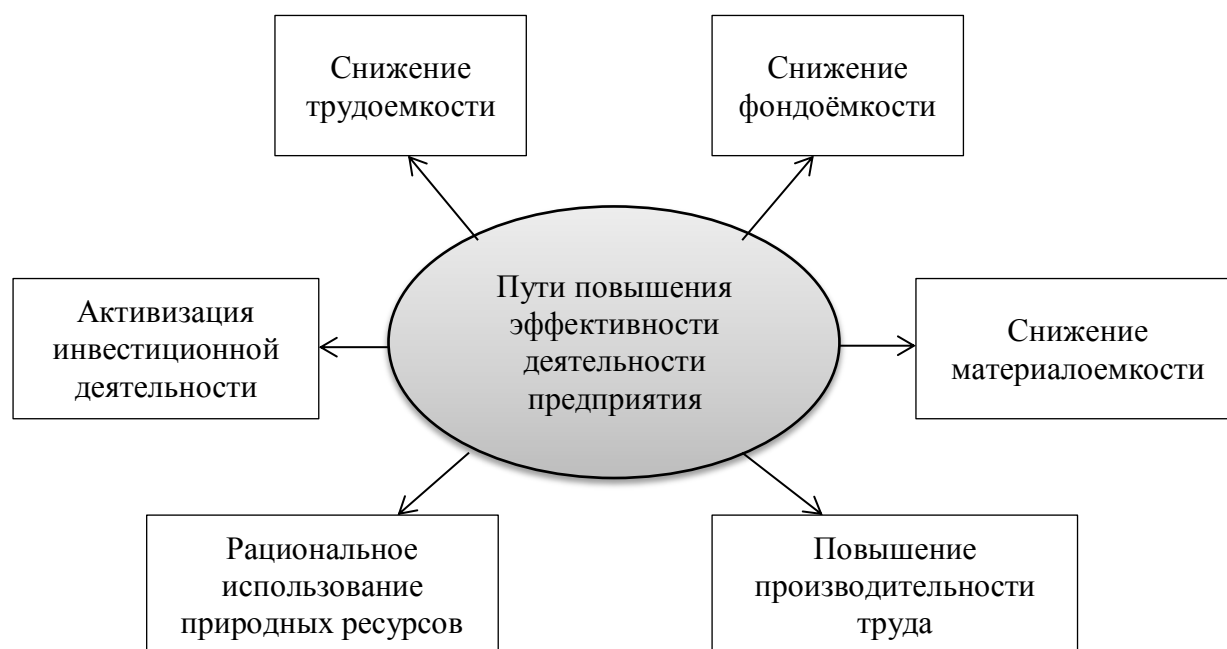 Снижение
трудоемкости
Снижение
фондоёмкости
Активизация
инвестиционной
деятельности
Пути повышения
эффективности
деятельности
предприятия
Снижение
материалоемкости
Рациональное
использование
природных ресурсов
Повышение
производительности
труда